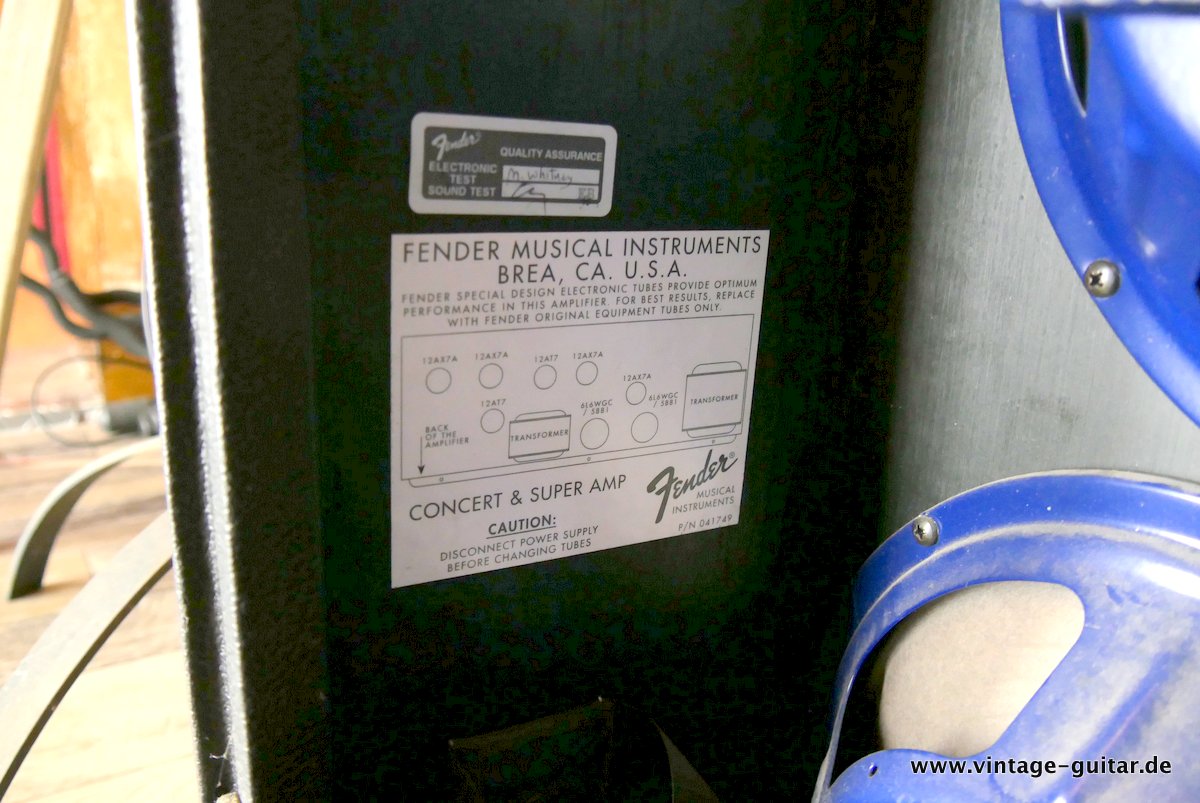 Fender®
QUALITY ASSURANCE
ELECTRONIC TEST M. Whitney
SOUND TEST
FENDER MUSICAL INSTRUMENTS
BREA, CA. U.S.A.
FENDER SPECIAL DESIGN ELECTRONIC TUBES PROVIDE OPTIMUM
PERFORMANCE IN THIS AMPLIFIER. FOR BEST RESULTS, REPLACE
WITH FENDER ORIGINAL EQUIPMENT TUBES ONLY.
12AX7A 12AX7A 12AT7 12AX7A
12AX7A
12AT7
6L6WGC
/ 5881
6L6WGC
/ 5881
TRANSFORMER
TRANSFORMER
BACK
OF THE
AMPLIFIER
CONCERT & SUPER AMP
CAUTION:
DISCONNECT POWER SUPPLY
BEFORE CHANGING TUBES
Fender®
MUSICAL
INSTRUMENTS
P/N 041749
www.vintage-guitar.de